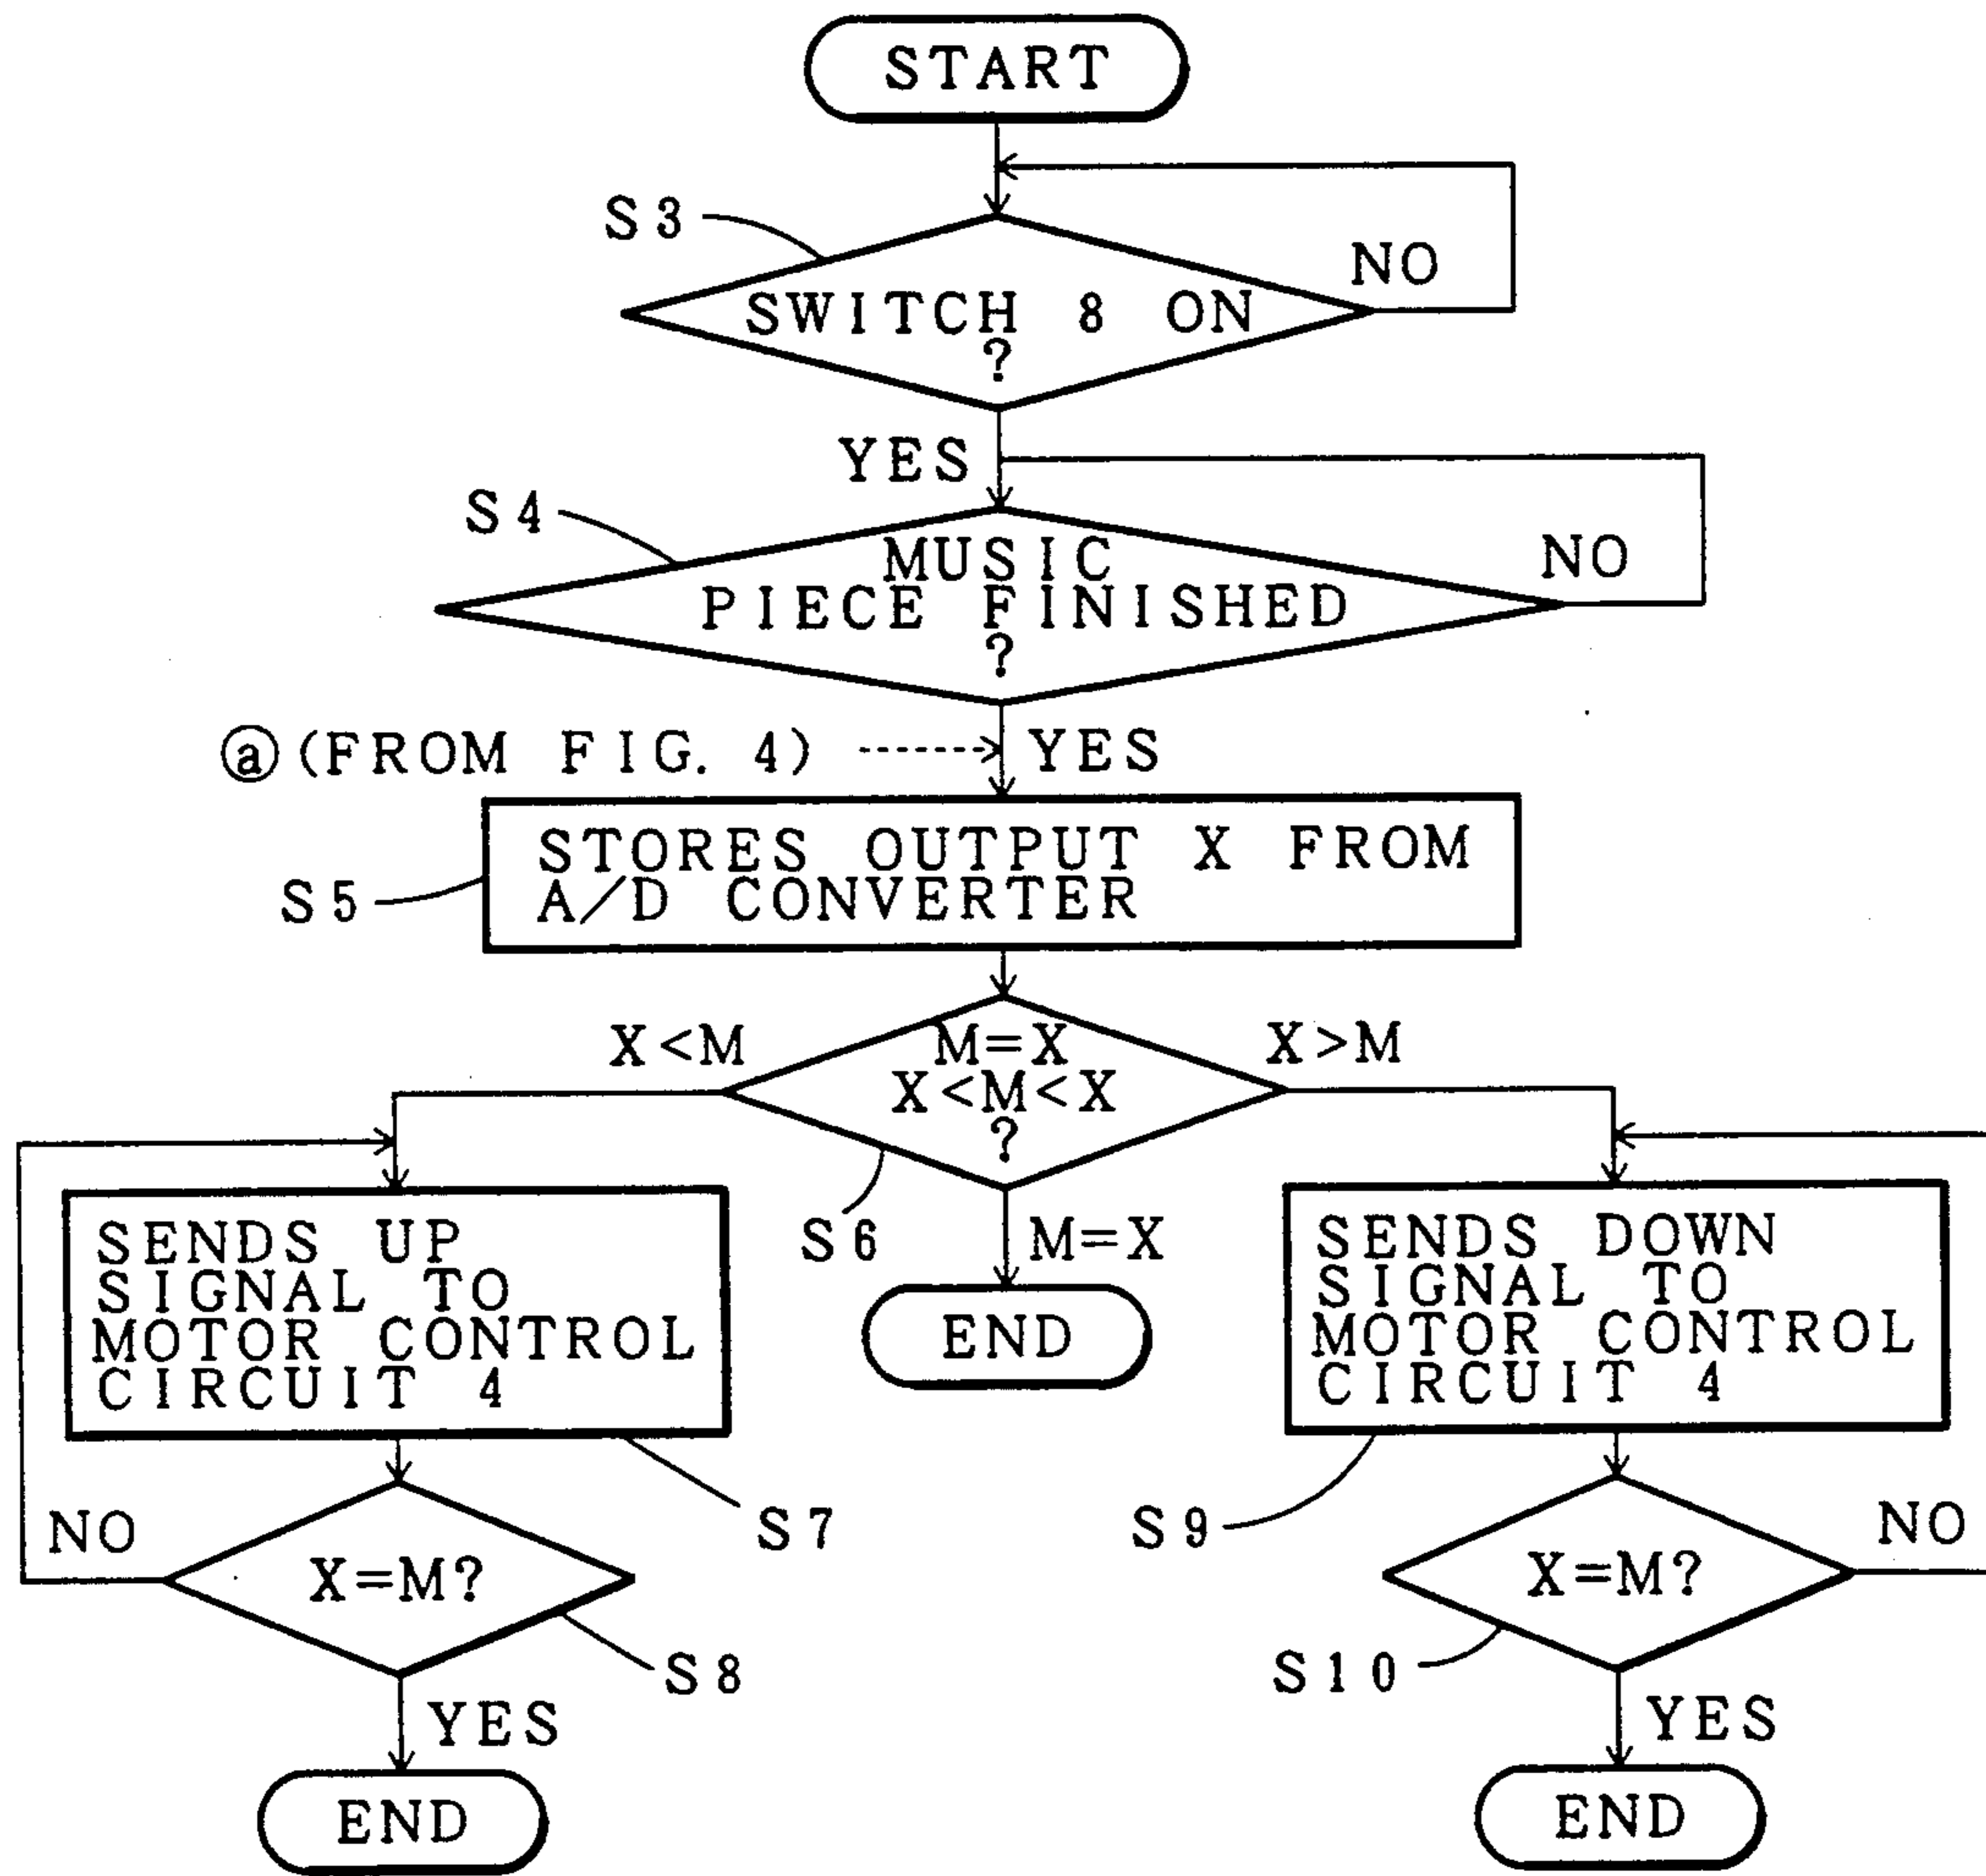 START
S3
SWITCH 8 ON
?
NO
YES
S4
MUSIC
PIECE FINISHED
?
NO
ⓐ (FROM FIG. 4)
YES
STORES OUTPUT X FROM
A/D CONVERTER
S5
X<M
M=X
X<M<X
?
X>M
S6
M=X
END
SENDS UP
SIGNAL TO
MOTOR CONTROL
CIRCUIT 4
S7
NO
X=M?
S8
YES
END
SENDS DOWN
SIGNAL TO
MOTOR CONTROL
CIRCUIT 4
S9
NO
X=M?
S10
YES
END